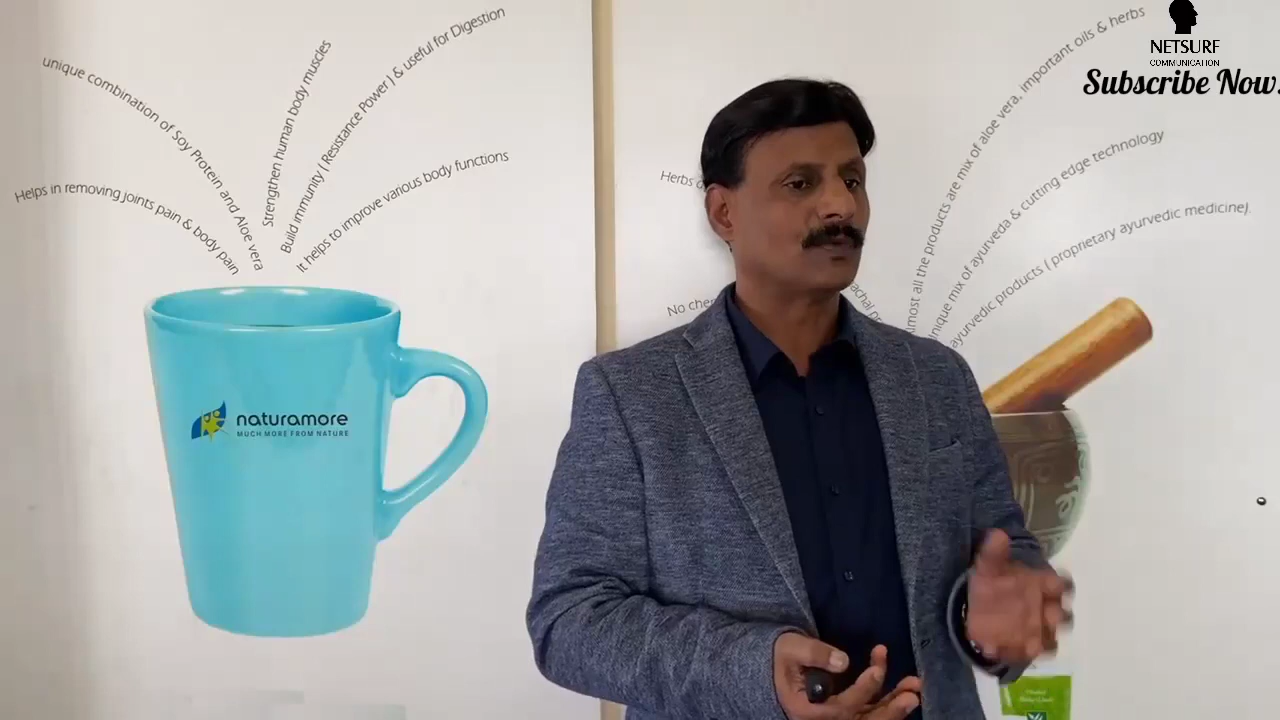 unique combination of Soy Protein and Aloe vera
Strengthen human body muscles
Build immunity ( Resistance Power ) & useful for Digestion
Helps in removing joints pain & body pain
It helps to improve various body functions
naturamore
MUCH MORE FROM NATURE
Herbs
No
Almost all the products are mix of aloe vera, important oils & herbs
unique mix of ayurveda & cutting edge technology
ayurvedic products ( proprietary ayurvedic medicine).
NETSURF
COMMUNICATION
Subscribe Now.